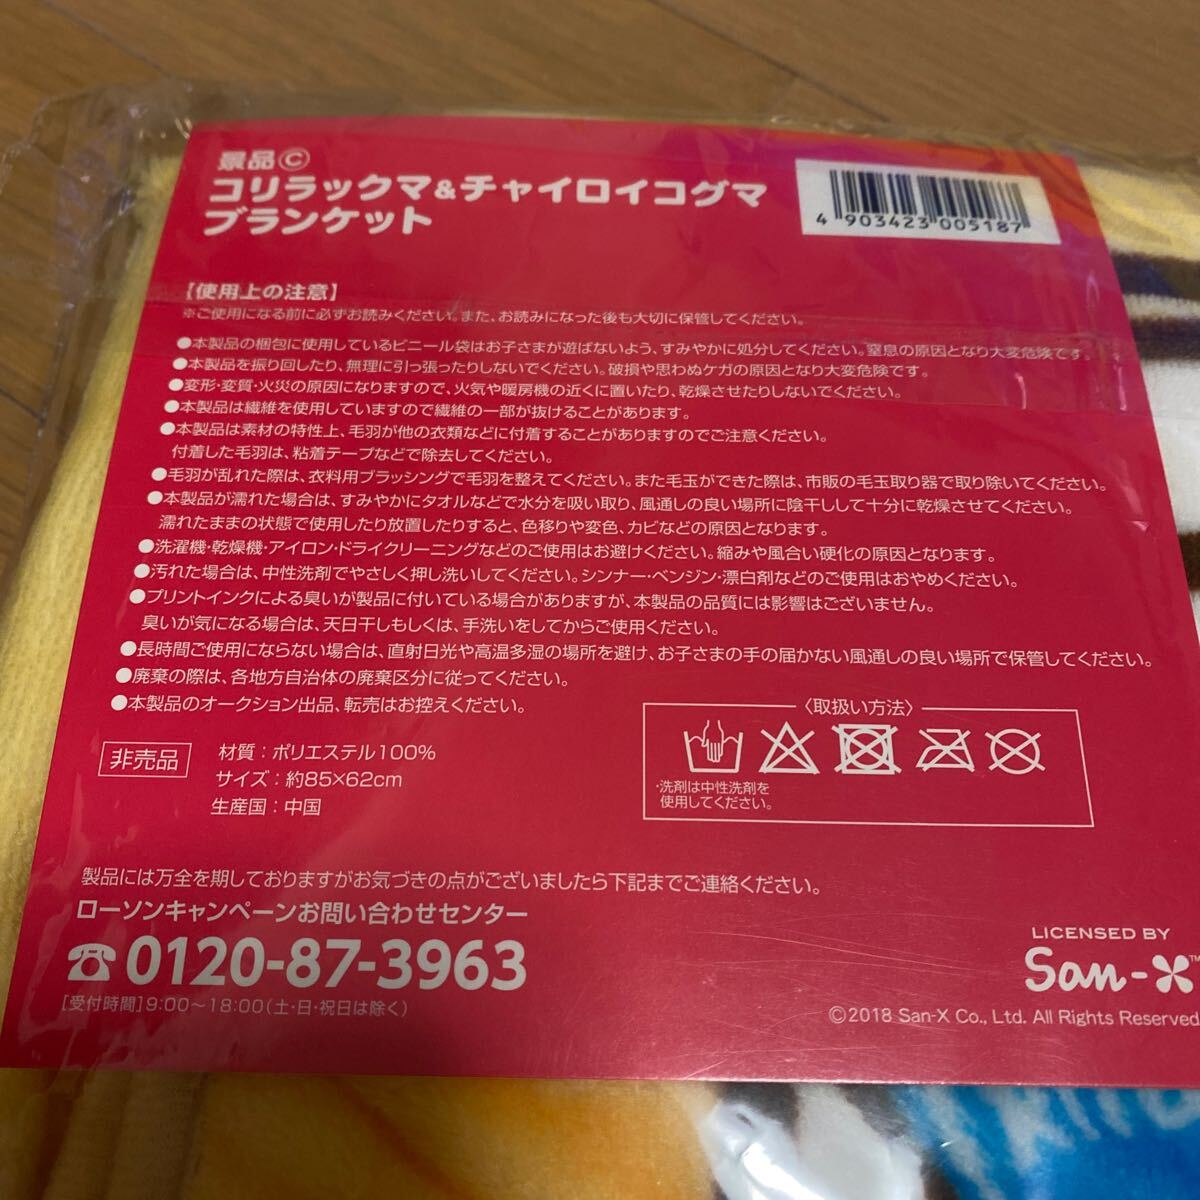 景品Ⓒ
コリラックマ&チャイロイコグマ
ブランケット
4 903423 005187
【使用上の注意】
※ご使用になる前に必ずお読みください。また、お読みになった後も大切に保管してください。
●本製品の梱包に使用しているビニール袋はお子さまが遊ばないよう、すみやかに処分してください。窒息の原因となり大変危険です。
●本製品を振り回したり、無理に引っ張ったりしないでください。破損や思わぬケガの原因となり大変危険です。
●変形・変質・火災の原因になりますので、火気や暖房機の近くに置いたり、乾燥させたりしないでください。
●本製品は繊維を使用していますので繊維の一部が抜けることがあります。
●本製品は素材の特性上、毛羽が他の衣類などに付着することがありますのでご注意ください。
付着した毛羽は、粘着テープなどで除去してください。
●毛羽が乱れた際は、衣料用ブラッシングで毛羽を整えてください。また毛玉ができた際は、市販の毛玉取り器で取り除いてください。
●本製品が濡れた場合は、すみやかにタオルなどで水分を吸い取り、風通しの良い場所に陰干しして十分に乾燥させてください。
濡れたままの状態で使用したり放置したりすると、色移りや変色、カビなどの原因となります。
●洗濯機・乾燥機・アイロン・ドライクリーニングなどのご使用はお避けください。縮みや風合い硬化の原因となります。
●汚れた場合は、中性洗剤でやさしく押し洗いしてください。シンナー・ベンジン・漂白剤などのご使用はおやめください。
●プリントインクによる臭いが製品に付いている場合がありますが、本製品の品質には影響はございません。
臭いが気になる場合は、天日干しもしくは、手洗いをしてからご使用ください。
●長時間ご使用にならない場合は、直射日光や高温多湿の場所を避け、お子さまの手の届かない風通しの良い場所で保管してください。
●廃棄の際は、各地方自治体の廃棄区分に従ってください。
●本製品のオークション出品、転売はお控えください。
〈取扱い方法〉
・洗剤は中性洗剤を
使用してください。
非売品
材質：ポリエステル100%
サイズ：約85×62cm
生産国：中国
製品には万全を期しておりますがお気づきの点がございましたら下記までご連絡ください。
ローソンキャンペーンお問い合わせセンター
☎0120-87-3963
[受付時間]9:00～18:00(土・日・祝日は除く)
LICENSED BY
San-X™
©2018 San-X Co., Ltd. All Rights Reserved